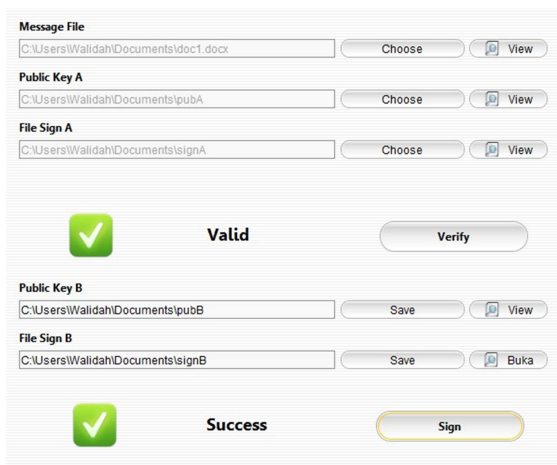 Message File
C:\Users\Walidah\Documents\doc1.docx Choose View
Public Key A
C:\Users\Walidah\Documents\pubA Choose View
File Sign A
C:\Users\Walidah\Documents\signA Choose View
Valid Verify
Public Key B
C:\Users\Walidah\Documents\pubB Save View
File Sign B
C:\Users\Walidah\Documents\signB Save Buka
Success Sign